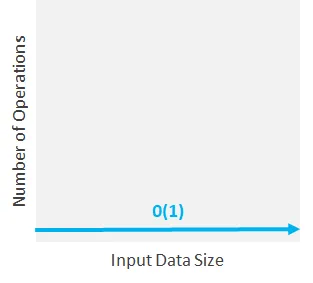 Number of Operations
0(1)
Input Data Size